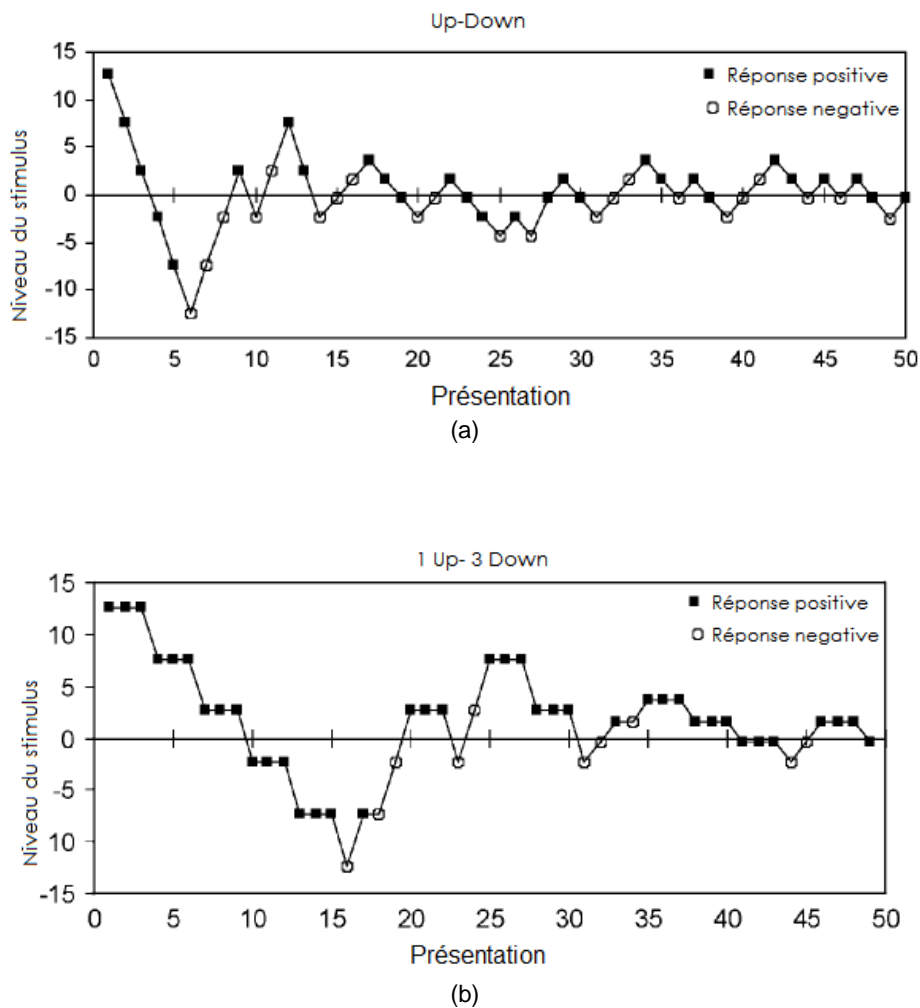 Up-Down
15
10
5
0
-5
-10
-15
Niveau du stimulus
Réponse positive
Réponse negative
0 5 10 15 20 25 30 35 40 45 50
Présentation
(a)
1 Up- 3 Down
15
10
5
0
-5
10
-15
Niveau du stimulus
Réponse positive
Réponse negative
0 5 10 15 20 25 30 35 40 45 50
Présentation
(b)